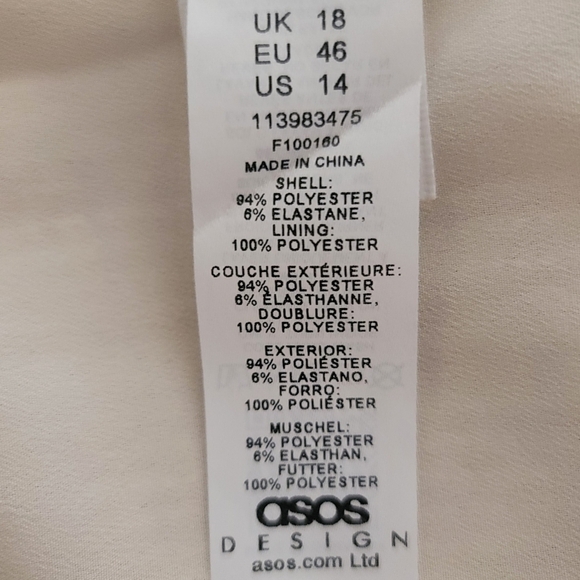 UK 18
EU 46
US 14
113983475
F100160
MADE IN CHINA
SHELL:
94% POLYESTER
6% ELASTANE,
LINING:
100% POLYESTER
COUCHE EXTÉRIEURE:
94% POLYESTER
6% ÉLASTHANNE,
DOUBLURE:
100% POLYESTER
EXTERIOR:
94% POLIÉSTER
6% ELASTANO,
FORRO:
100% POLIÉSTER
MUSCHEL:
94% POLYESTER
6% ELASTHAN,
FUTTER:
100% POLYESTER
asos
DESIGN
asos.com Ltd